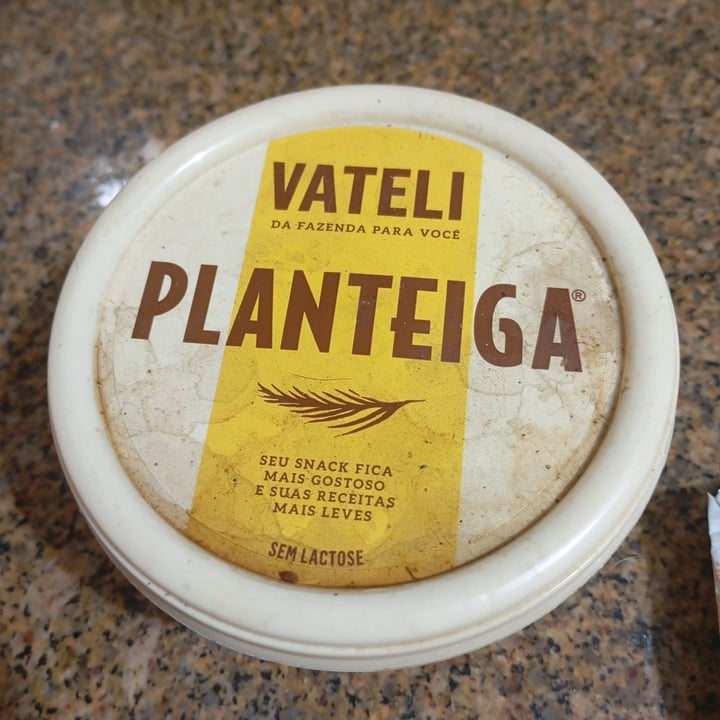 VATELI
DA FAZENDA PARA VOCÊ
PLANTEIGA®
SEU SNACK FICA
MAIS GOSTOSO
E SUAS RECEITAS
MAIS LEVES
SEM LACTOSE